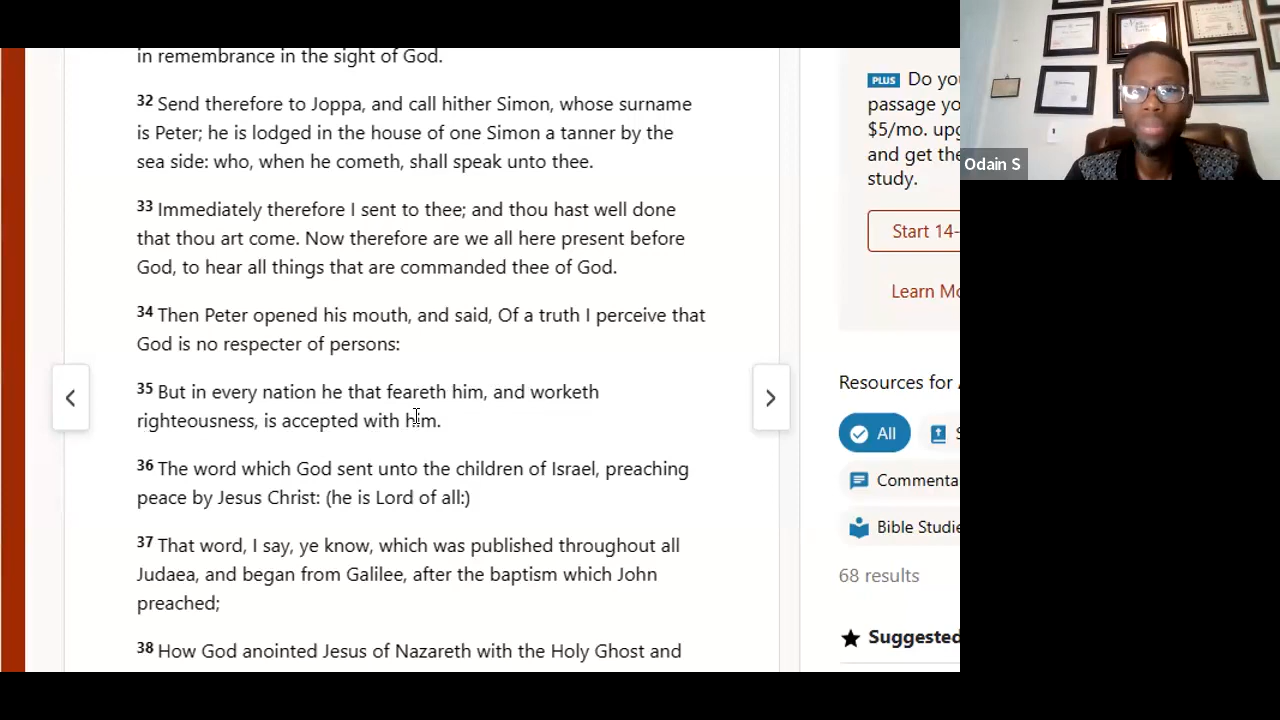 in remembrance in the sight of God.
32 Send therefore to Joppa, and call hither Simon, whose surname
is Peter; he is lodged in the house of one Simon a tanner by the
sea side: who, when he cometh, shall speak unto thee.
33 Immediately therefore I sent to thee; and thou hast well done
that thou art come. Now therefore are we all here present before
God, to hear all things that are commanded thee of God.
34 Then Peter opened his mouth, and said, Of a truth I perceive that
God is no respecter of persons:
35 But in every nation he that feareth him, and worketh
righteousness, is accepted with him.
36 The word which God sent unto the children of Israel, preaching
peace by Jesus Christ: (he is Lord of all:)
37 That word, I say, ye know, which was published throughout all
Judaea, and began from Galilee, after the baptism which John
preached;
38 How God anointed Jesus of Nazareth with the Holy Ghost and
PLUS Do you
passage yo
$5/mo. upg
and get the
study.
Start 14-
Learn Mo
Resources for
All
Commenta
Bible Studie
68 results
Suggested
Odain S